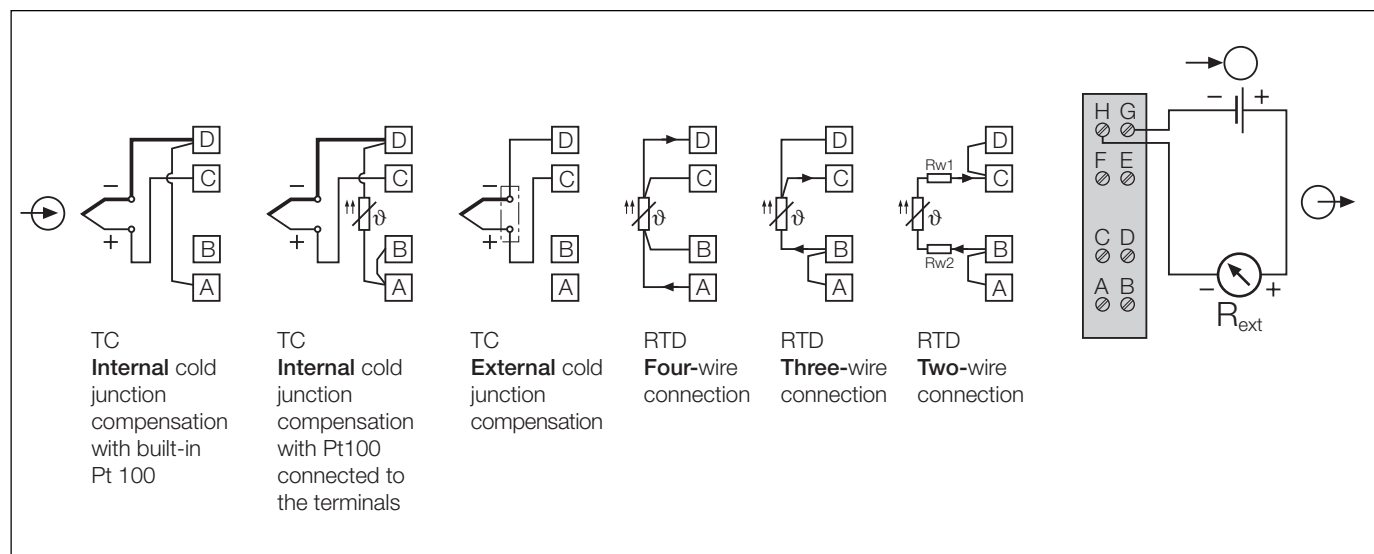 D
C
B
A
− +
TC
Internal cold
junction
compensation
with built-in
Pt 100
D
C
B
A
− +
ϑ
TC
Internal cold
junction
compensation
with Pt100
connected to
the terminals
D
C
B
A
− +
TC
External cold
junction
compensation
D
C
B
A
ϑ
RTD
Four-wire
connection
D
C
B
A
ϑ
RTD
Three-wire
connection
D
C
B
A
Rw1
ϑ
Rw2
RTD
Two-wire
connection
H G
F E
C D
A B
− +
− +
Rext